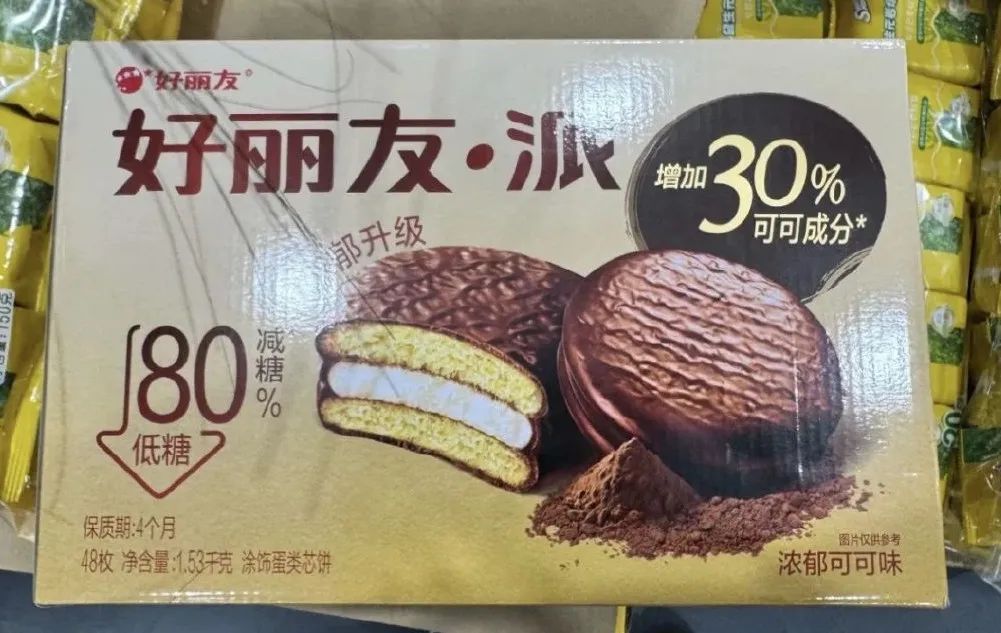 好丽友
好丽友·派
增加30%
可可成分*
郁升级
减糖80%
低糖
保质期:4个月
48枚 净含量:1.53千克 涂饰蛋类芯饼
图片仅供参考
浓郁可可味